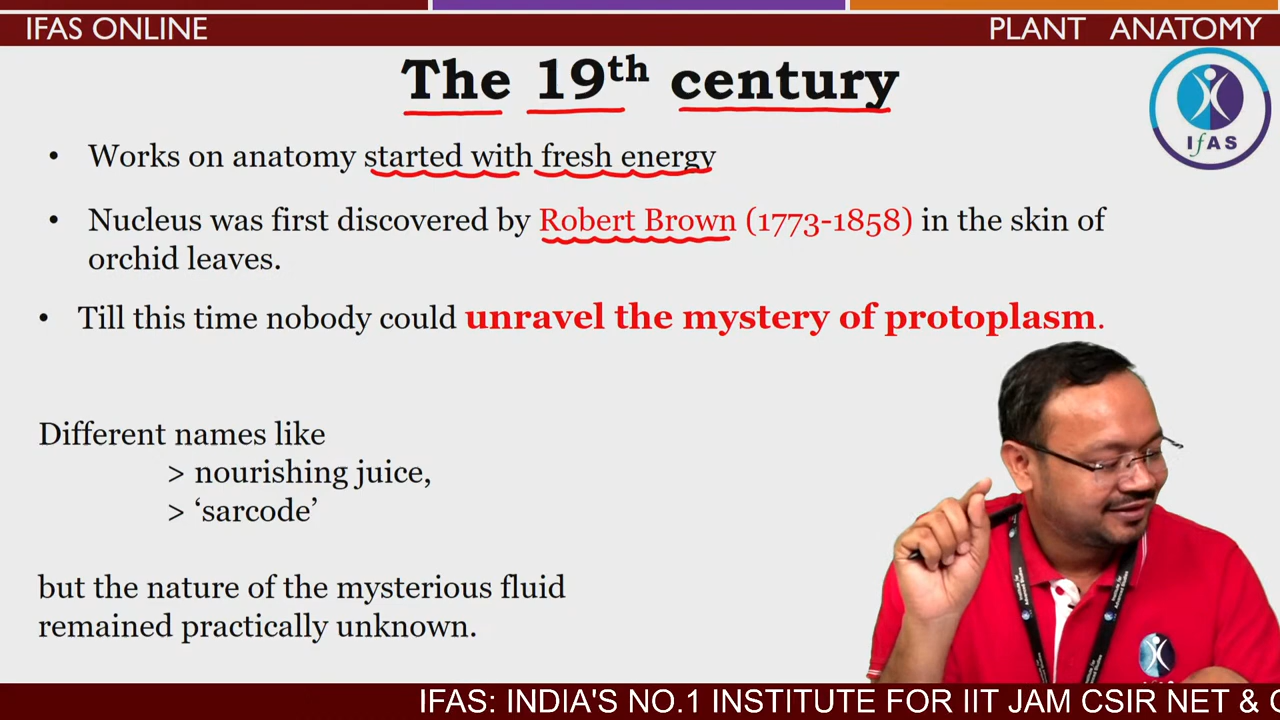 IFAS ONLINE
PLANT ANATOMY
The 19th century
IfAS
• Works on anatomy started with fresh energy
• Nucleus was first discovered by Robert Brown (1773-1858) in the skin of
orchid leaves.
• Till this time nobody could unravel the mystery of protoplasm.
Different names like
> nourishing juice,
> ‘sarcode’
but the nature of the mysterious fluid
remained practically unknown.
IFAS: INDIA'S NO.1 INSTITUTE FOR IIT JAM CSIR NET &